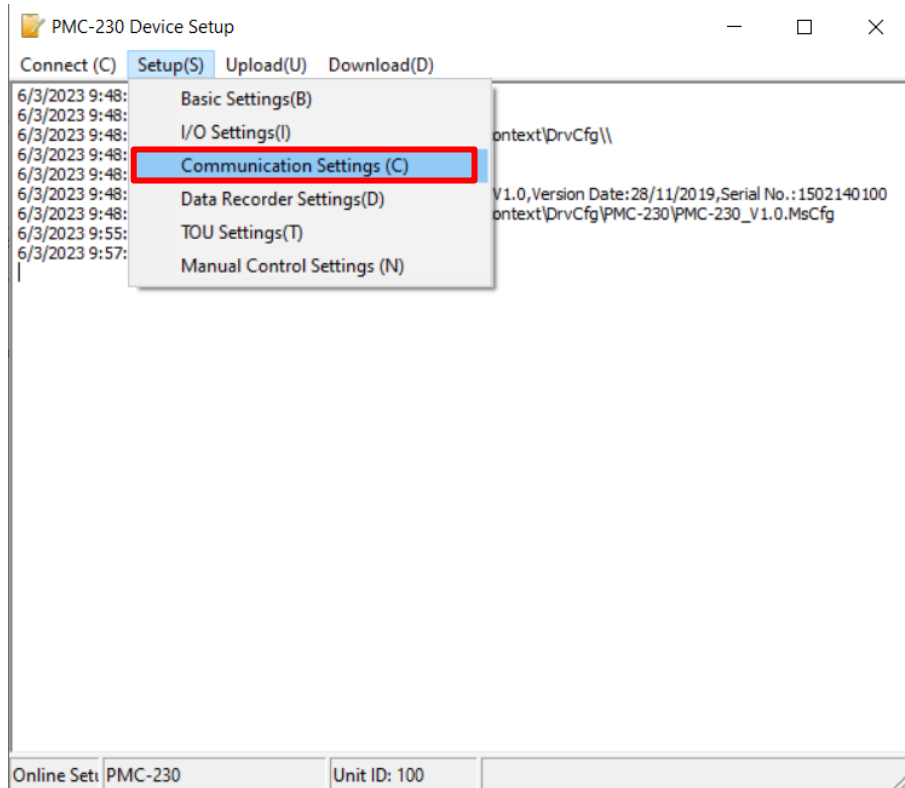 PMC-230 Device Setup
Connect (C) Setup(S) Upload(U) Download(D)
6/3/2023 9:48:
6/3/2023 9:48:
6/3/2023 9:48: ontext\DrvCfg\\
6/3/2023 9:48:
6/3/2023 9:48:
6/3/2023 9:48: V1.0,Version Date:28/11/2019,Serial No.:1502140100
6/3/2023 9:48: ontext\DrvCfg\PMC-230\PMC-230_V1.0.MsCfg
6/3/2023 9:55:
6/3/2023 9:57:
Basic Settings(B)
I/O Settings(I)
Communication Settings (C)
Data Recorder Settings(D)
TOU Settings(T)
Manual Control Settings (N)
Online Setu PMC-230 Unit ID: 100